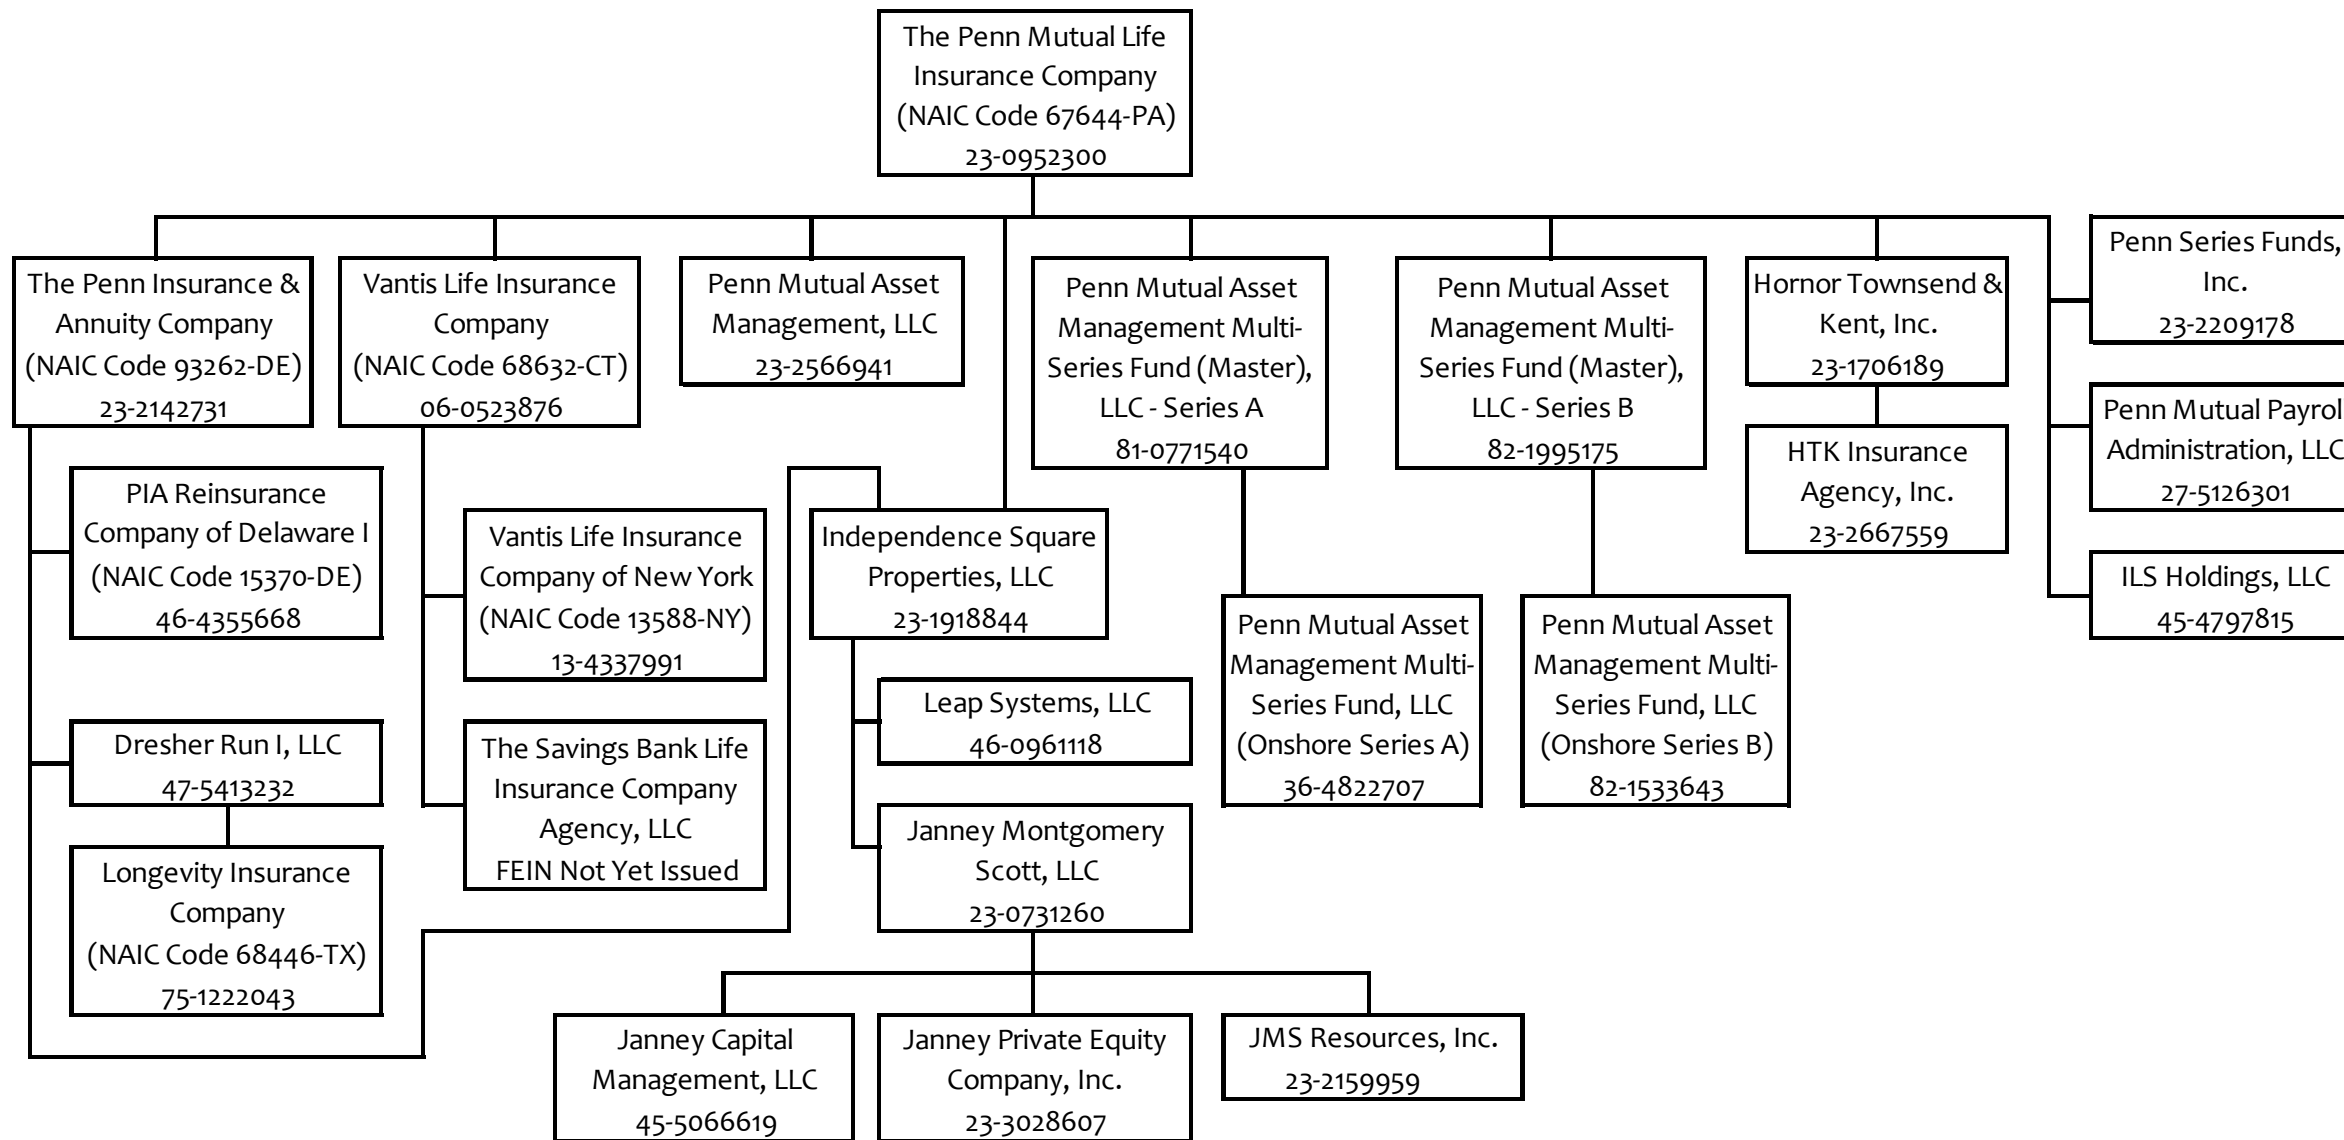 The Penn Mutual Life
Insurance Company
(NAIC Code 67644-PA)
23-0952300
The Penn Insurance &
Annuity Company
(NAIC Code 93262-DE)
23-2142731
Vantis Life Insurance
Company
(NAIC Code 68632-CT)
06-0523876
Penn Mutual Asset
Management, LLC
23-2566941
Penn Mutual Asset
Management Multi-
Series Fund (Master),
LLC - Series A
81-0771540
Penn Mutual Asset
Management Multi-
Series Fund (Master),
LLC - Series B
82-1995175
Hornor Townsend &
Kent, Inc.
23-1706189
Penn Series Funds,
Inc.
23-2209178
Penn Mutual Payrol
Administration, LLC
27-5126301
ILS Holdings, LLC
45-4797815
HTK Insurance
Agency, Inc.
23-2667559
PIA Reinsurance
Company of Delaware I
(NAIC Code 15370-DE)
46-4355668
Vantis Life Insurance
Company of New York
(NAIC Code 13588-NY)
13-4337991
Independence Square
Properties, LLC
23-1918844
Penn Mutual Asset
Management Multi-
Series Fund, LLC
(Onshore Series A)
36-4822707
Penn Mutual Asset
Management Multi-
Series Fund, LLC
(Onshore Series B)
82-1533643
Dresher Run I, LLC
47-5413232
The Savings Bank Life
Insurance Company
Agency, LLC
FEIN Not Yet Issued
Leap Systems, LLC
46-0961118
Longevity Insurance
Company
(NAIC Code 68446-TX)
75-1222043
Janney Montgomery
Scott, LLC
23-0731260
Janney Capital
Management, LLC
45-5066619
Janney Private Equity
Company, Inc.
23-3028607
JMS Resources, Inc.
23-2159959